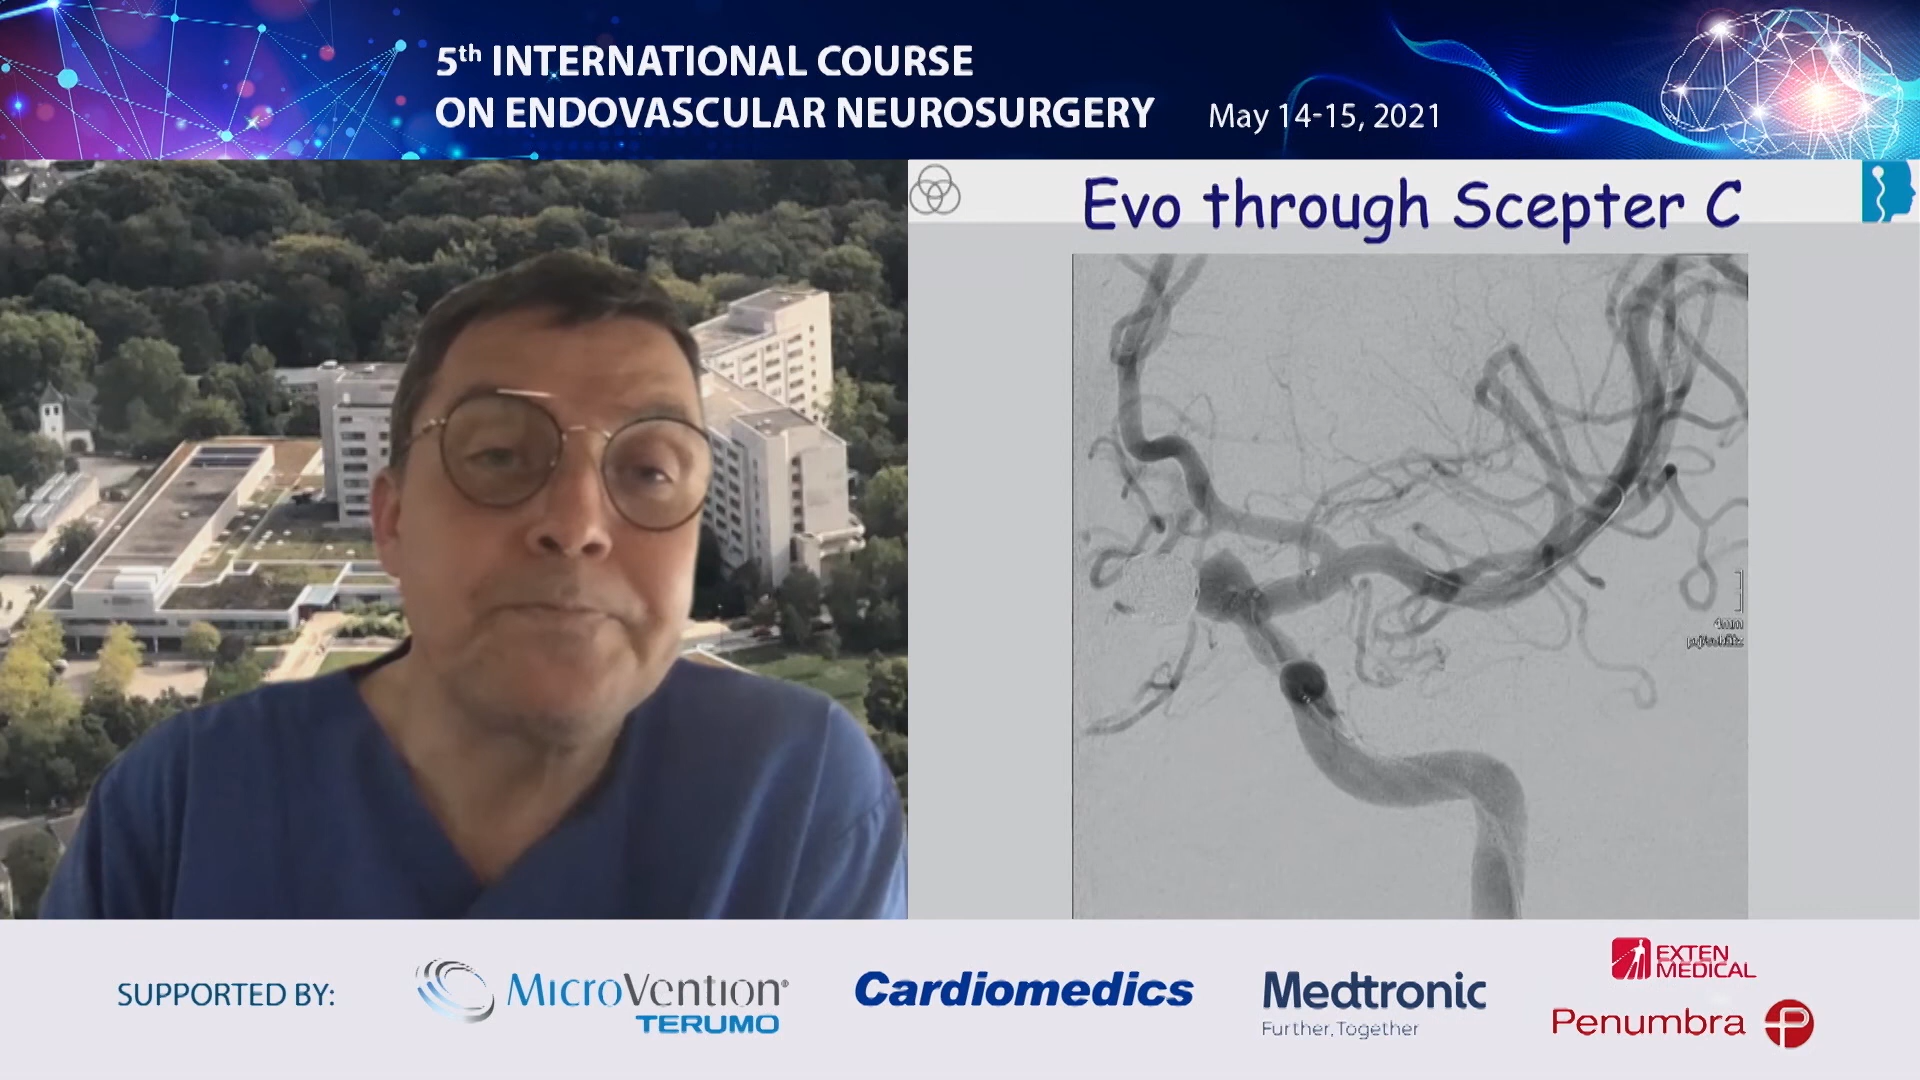 5th INTERNATIONAL COURSE
ON ENDOVASCULAR NEUROSURGERY May 14-15, 2021
Evo through Scepter C
4mm
SUPPORTED BY:
MICROVENTION®
TERUMO
Cardiomedics
Medtronic
Further, Together
EXTEN
MEDICAL
Penumbra P